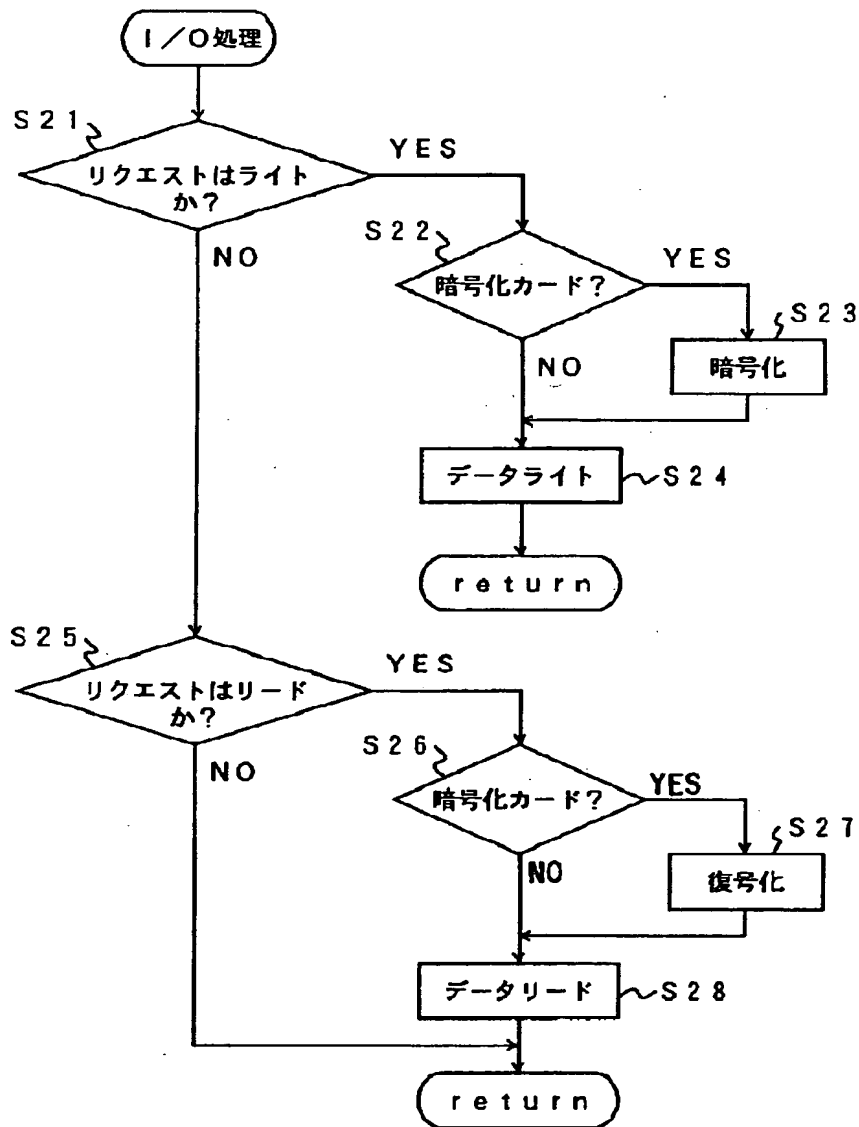 I/O処理
S21
リクエストはライト
か?
YES
NO
S22
暗号化カード?
YES
NO
S23
暗号化
データライト
S24
return
S25
リクエストはリード
か?
YES
NO
S26
暗号化カード?
YES
NO
S27
復号化
データリード
S28
return